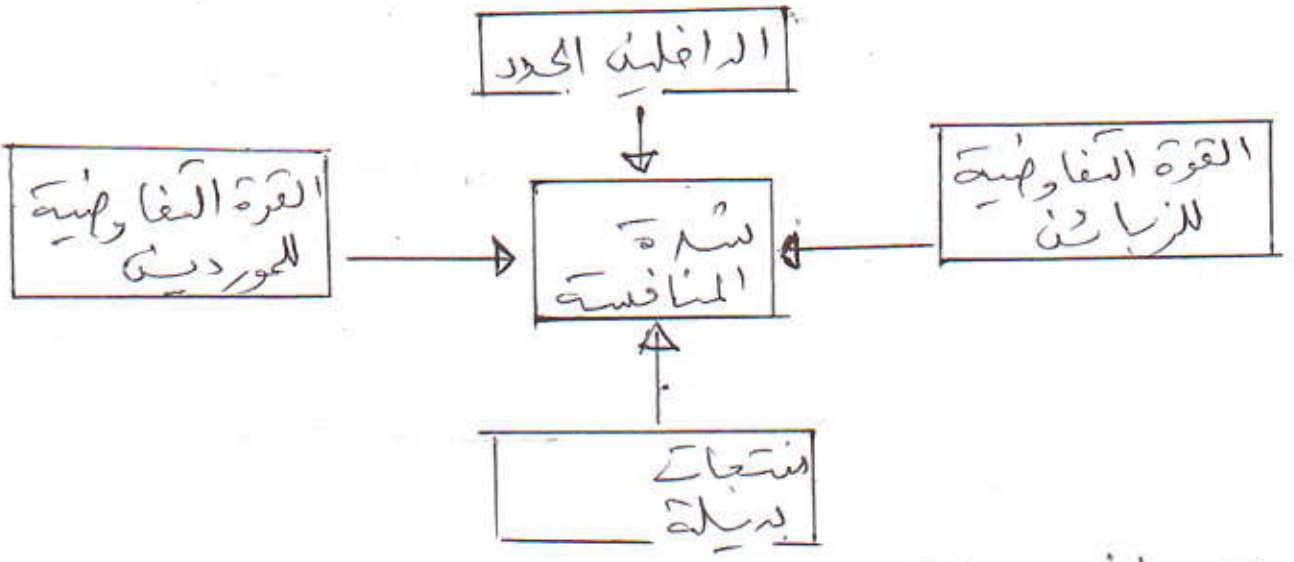 الداخلين الجدد
القوة التفاوضية
للزبائن
شدة
المنافسة
القوة التفاوضية
للموردين
منتجات
بديلة